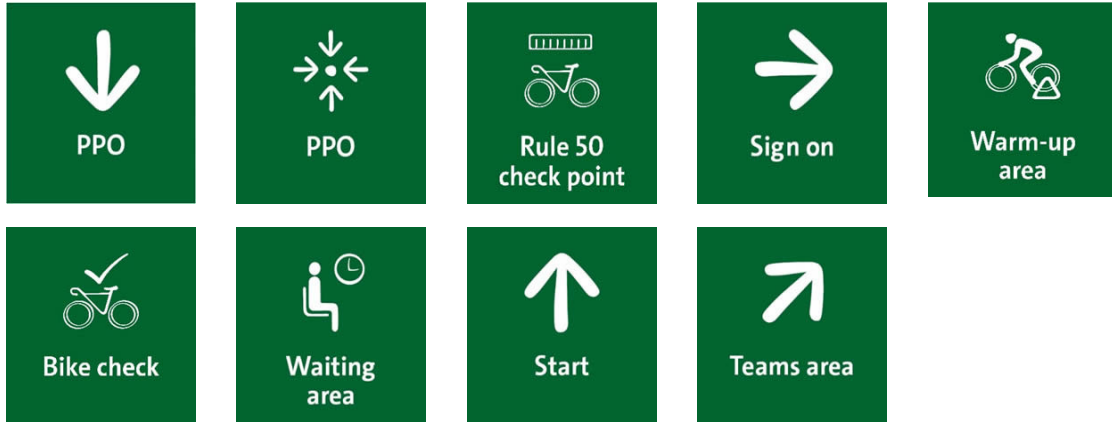 PPO
PPO
Rule 50
check point
Sign on
Warm-up
area
Bike check
Waiting
area
Start
Teams area